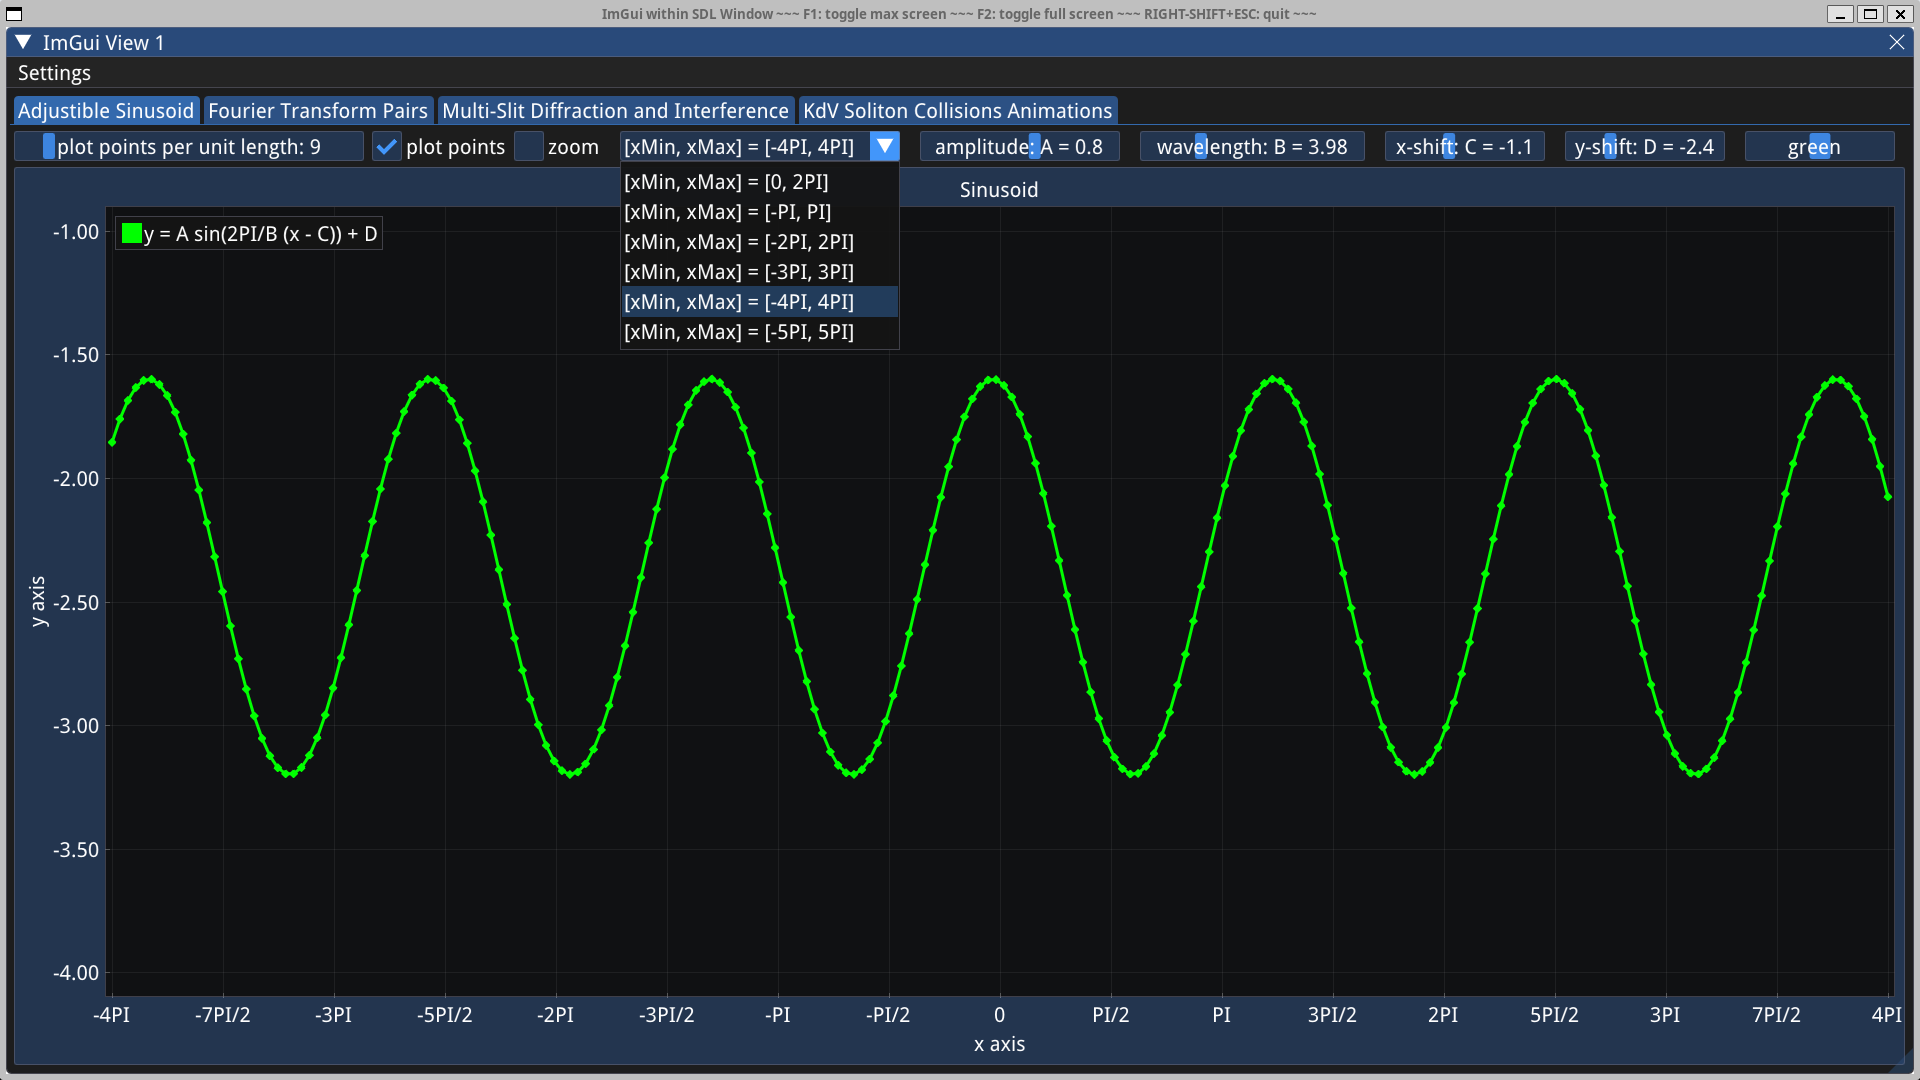 ImGui within SDL Window ~~~ F1: toggle max screen ~~~ F2: toggle full screen ~~~ RIGHT-SHIFT+ESC: quit ~~~
ImGui View 1
Settings
Adjustible Sinusoid Fourier Transform Pairs Multi-Slit Diffraction and Interference KdV Soliton Collisions Animations
plot points per unit length: 9 plot points zoom [xMin, xMax] = [-4PI, 4PI] amplitude: A = 0.8 wavelength: B = 3.98 x-shift: C = -1.1 y-shift: D = -2.4 green
[xMin, xMax] = [0, 2PI]
[xMin, xMax] = [-PI, PI]
[xMin, xMax] = [-2PI, 2PI]
[xMin, xMax] = [-3PI, 3PI]
[xMin, xMax] = [-4PI, 4PI]
[xMin, xMax] = [-5PI, 5PI]
Sinusoid
y = A sin(2PI/B (x - C)) + D
-1.00
-1.50
-2.00
-2.50
-3.00
-3.50
-4.00
y axis
-4PI -7PI/2 -3PI -5PI/2 -2PI -3PI/2 -PI -PI/2 0 PI/2 PI 3PI/2 2PI 5PI/2 3PI 7PI/2 4PI
x axis